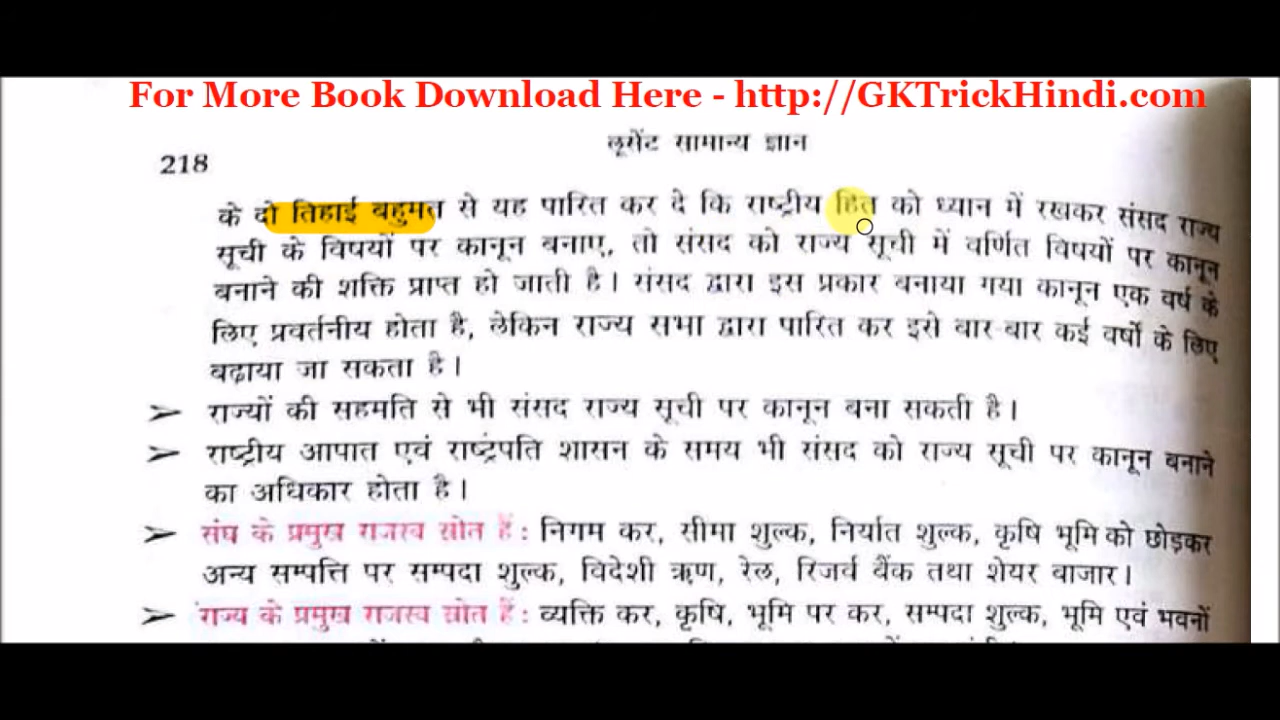 For More Book Download Here - http://GKTrickHindi.com
लूसेंट सामान्य ज्ञान
218
के दो तिहाई बहुमत से यह पारित कर दे कि राष्ट्रीय हित को ध्यान में रखकर संसद राज्य
सूची के विषयों पर कानून बनाए, तो संसद को राज्य सूची में वर्णित विषयों पर कानून
बनाने की शक्ति प्राप्त हो जाती है। संसद द्वारा इस प्रकार बनाया गया कानून एक वर्ष के
लिए प्रवर्तनीय होता है, लेकिन राज्य सभा द्वारा पारित कर इसे बार-बार कई वर्षों के लिए
बढ़ाया जा सकता है।
➢ राज्यों की सहमति से भी संसद राज्य सूची पर कानून बना सकती है।
➢ राष्ट्रीय आपात एवं राष्ट्रपति शासन के समय भी संसद को राज्य सूची पर कानून बनाने
का अधिकार होता है।
➢ संघ के प्रमुख राजस्व स्रोत हैं : निगम कर, सीमा शुल्क, निर्यात शुल्क, कृषि भूमि को छोड़कर
अन्य सम्पत्ति पर सम्पदा शुल्क, विदेशी ऋण, रेल, रिजर्व बैंक तथा शेयर बाजार।
➢ राज्य के प्रमुख राजस्व स्रोत हैं : व्यक्ति कर, कृषि, भूमि पर कर, सम्पदा शुल्क, भूमि एवं भवनों